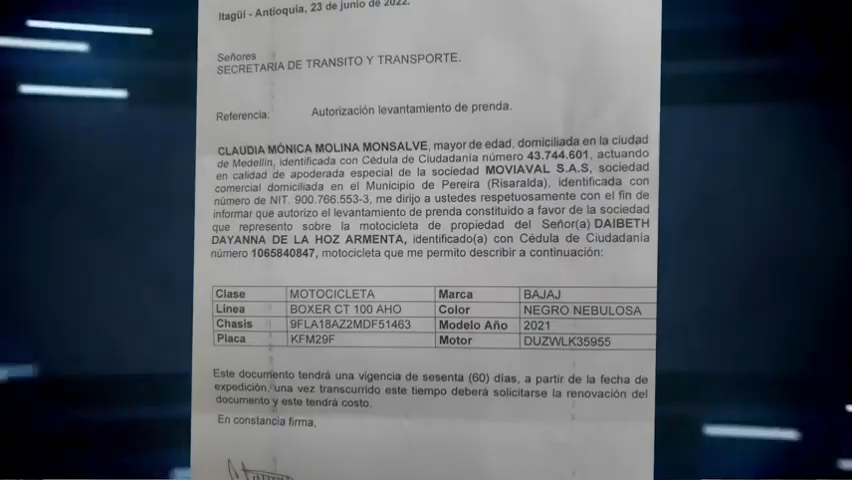 Itagüí - Antioquia, 23 de junio de 2022.
Señores
SECRETARIA DE TRANSITO Y TRANSPORTE.
Referencia: Autorización levantamiento de prenda.
CLAUDIA MÓNICA MOLINA MONSALVE, mayor de edad, domiciliada en la ciudad
de Medellín, identificada con Cédula de Ciudadanía número 43.744.601, actuando
en calidad de apoderada especial de la sociedad MOVIAVAL S.A.S, sociedad
comercial domiciliada en el Municipio de Pereira (Risaralda), identificada con
número de NIT. 900.766.553-3, me dirijo a ustedes respetuosamente con el fin de
informar que autorizo el levantamiento de prenda constituido a favor de la sociedad
que represento sobre la motocicleta de propiedad del Señor(a) DAIBETH
DAYANNA DE LA HOZ ARMENTA, identificado(a) con Cédula de Ciudadanía
número 1065840847, motocicleta que me permito describir a continuación:
Clase MOTOCICLETA Marca BAJAJ
Línea BOXER CT 100 AHO Color NEGRO NEBULOSA
Chasis 9FLA18AZ2MDF51463 Modelo Año 2021
Placa KFM29F Motor DUZWLK35955
Este documento tendrá una vigencia de sesenta (60) días, a partir de la fecha de
expedición, una vez transcurrido este tiempo deberá solicitarse la renovación del
documento y este tendrá costo.
En constancia firma,